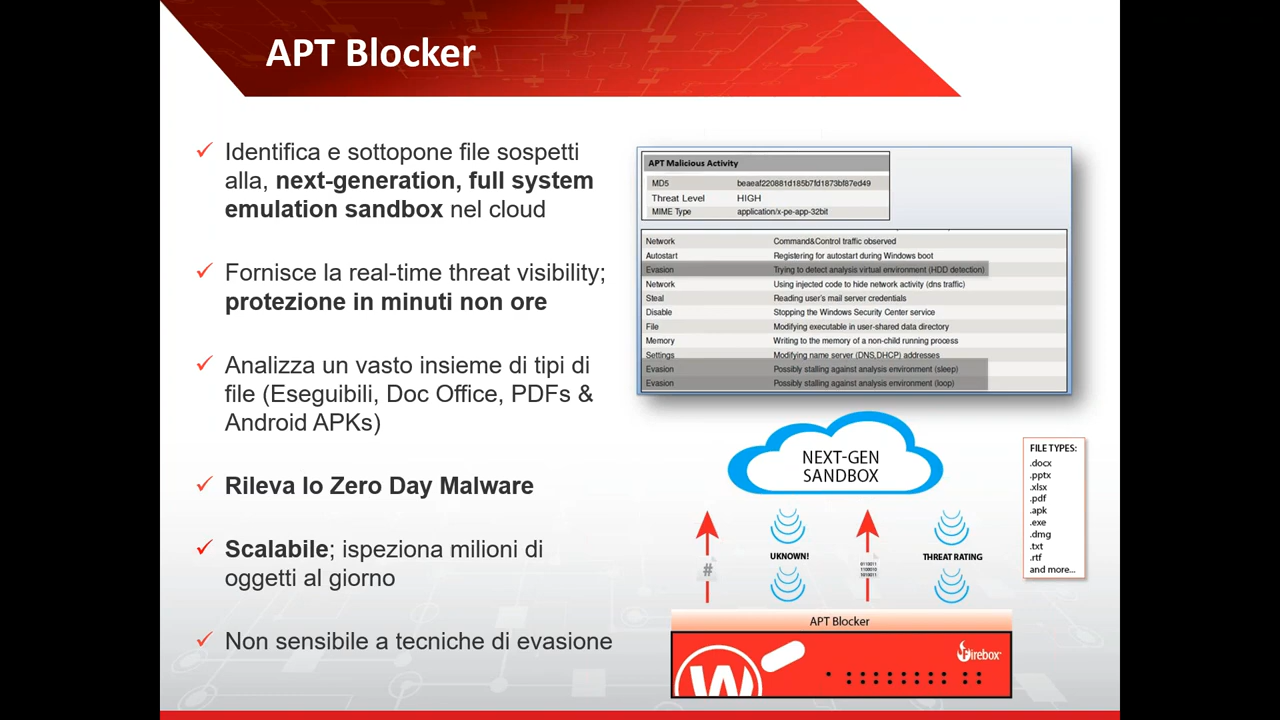 APT Blocker
Identifica e sottopone file sospetti
alla, next-generation, full system
emulation sandbox nel cloud
Fornisce la real-time threat visibility;
protezione in minuti non ore
Analizza un vasto insieme di tipi di
file (Eseguibili, Doc Office, PDFs &
Android APKs)
Rileva lo Zero Day Malware
Scalabile; ispeziona milioni di
oggetti al giorno
Non sensibile a tecniche di evasione
APT Malicious Activity
MD5 beaeaf220881d185b7fd1873bf87ed49
Threat Level HIGH
MIME Type application/x-pe-app-32bit
Network Command&Control traffic observed
Autostart Registering for autostart during Windows boot
Evasion Trying to detect analysis virtual environment (HDD detection)
Network Using injected code to hide network activity (dns traffic)
Steal Reading user's mail server credentials
Disable Stopping the Windows Security Center service
File Modifying executable in user-shared data directory
Memory Writing to the memory of a non-child running process
Settings Modifying name server (DNS,DHCP) addresses
Evasion Possibly stalling against analysis environment (sleep)
Evasion Possibly stalling against analysis environment (loop)
NEXT-GEN
SANDBOX
FILE TYPES:
.docx
.pptx
.xlsx
.pdf
.apk
.exe
.dmg
.txt
.rtf
and more...
UKNOWN!
THREAT RATING
#
0110011
1100010
1010011
APT Blocker
W
Firebox